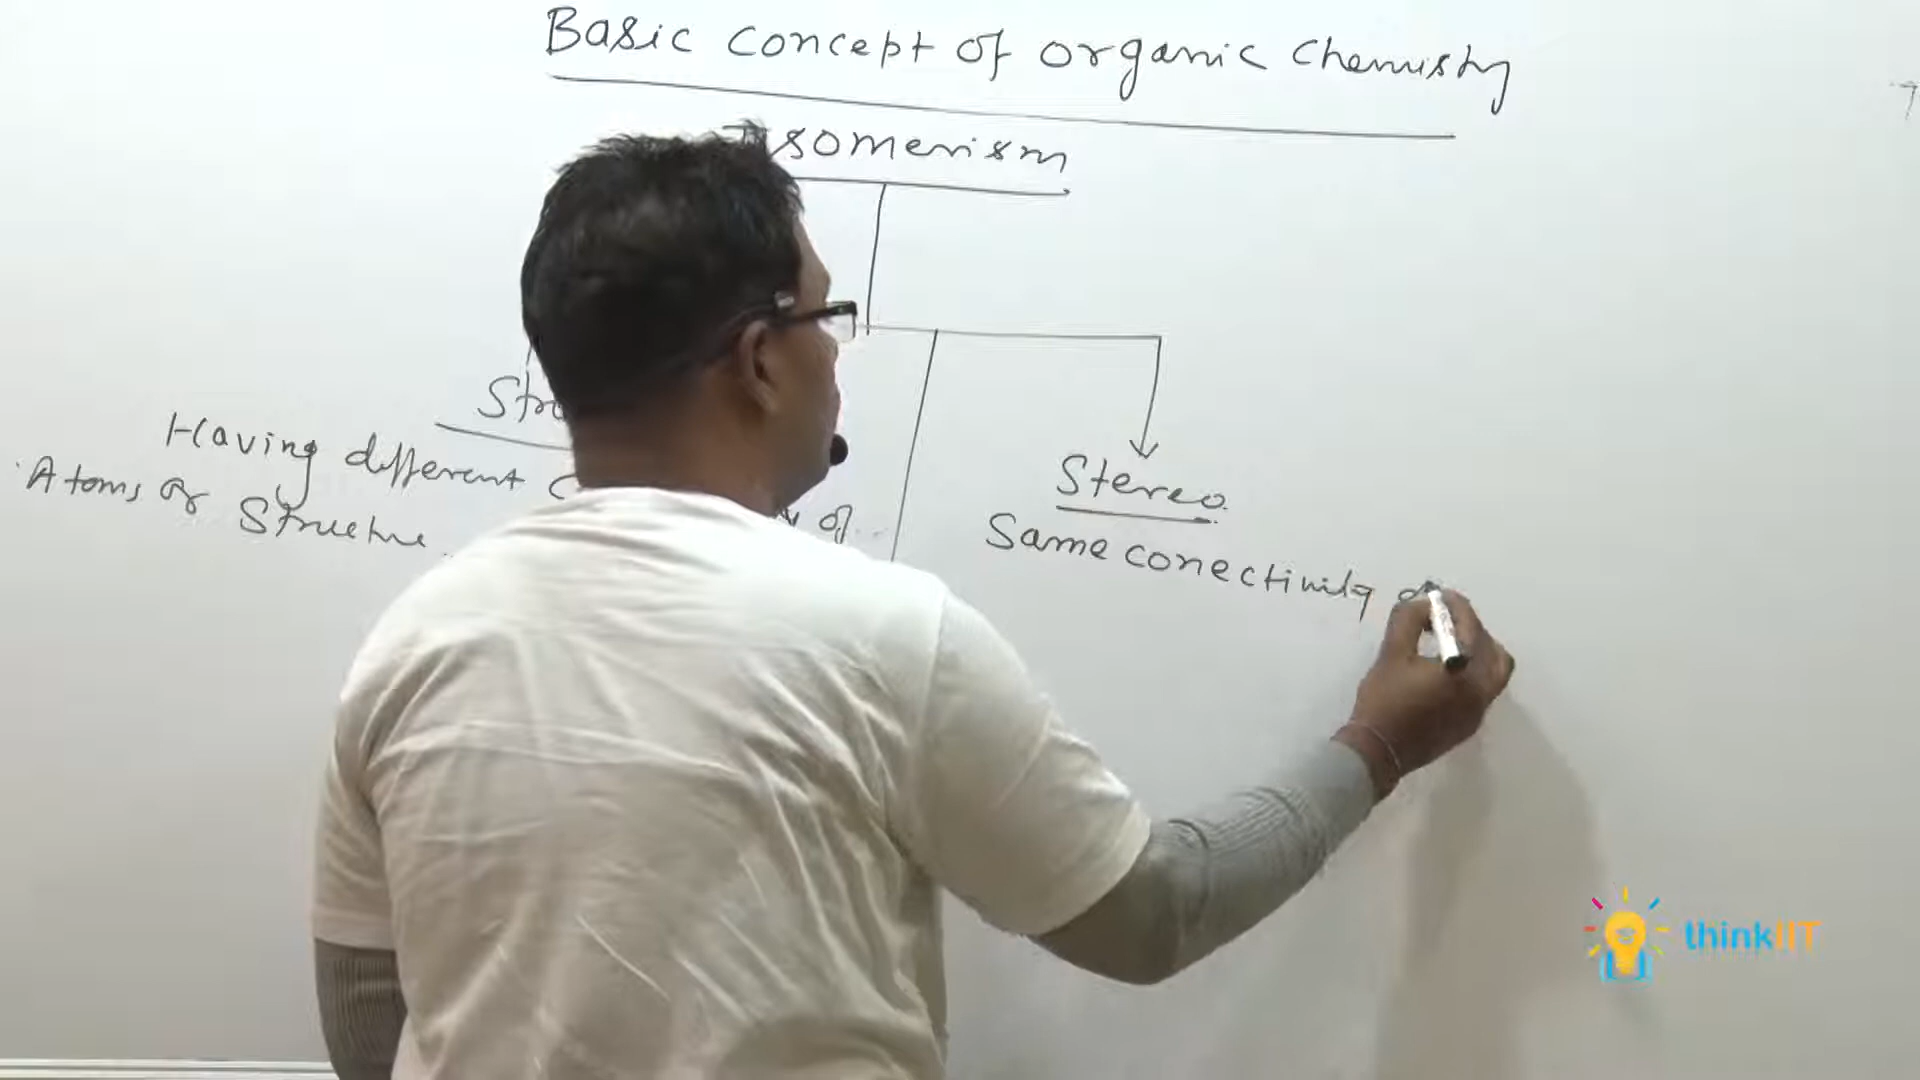 Basic concept of organic chemistry
Isomerism
Stereo
Having different
of
Atoms or Structure
Same conectivity
thinkIIT